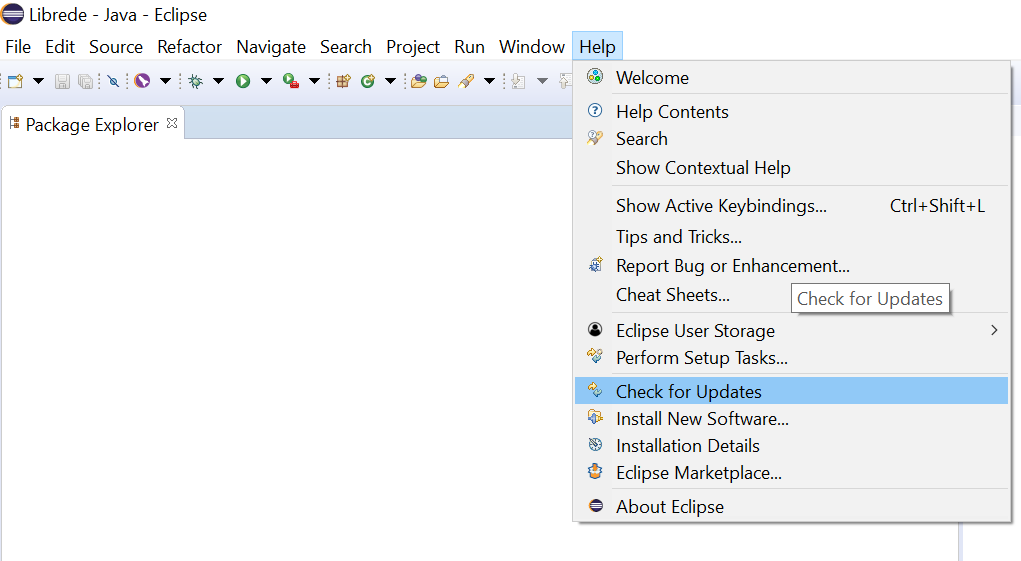 Librede - Java - Eclipse
File Edit Source Refactor Navigate Search Project Run Window Help
Package Explorer
Welcome
Help Contents
Search
Show Contextual Help
Show Active Keybindings... Ctrl+Shift+L
Tips and Tricks...
Report Bug or Enhancement...
Cheat Sheets...
Check for Updates
Eclipse User Storage
Perform Setup Tasks...
Check for Updates
Install New Software...
Installation Details
Eclipse Marketplace...
About Eclipse